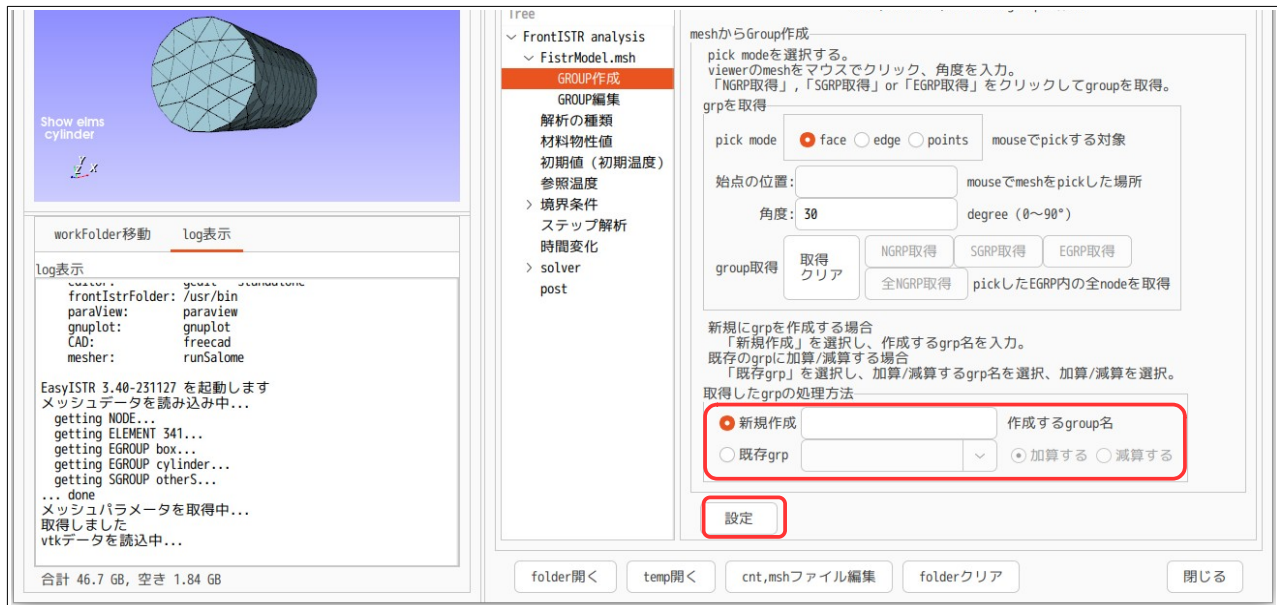 Show elms
cylinder
Y
Z X
workFolder移動 log表示
log表示
frontIstrFolder: /usr/bin
paraView: paraview
gnuplot: gnuplot
CAD: freecad
mesher: runSalome
EasyISTR 3.40-231127 を起動します
メッシュデータを読み込み中...
getting NODE...
getting ELEMENT 341...
getting EGROUP box...
getting EGROUP cylinder...
getting SGROUP otherS...
... done
メッシュパラメータを取得中...
取得しました
vtkデータを読込中...
合計 46.7 GB, 空き 1.84 GB
Tree
FrontISTR analysis
FistrModel.msh
GROUP作成
GROUP編集
解析の種類
材料物性値
初期値（初期温度）
参照温度
境界条件
ステップ解析
時間変化
solver
post
meshからGroup作成
pick modeを選択する。
viewerのmeshをマウスでクリック、角度を入力。
「NGRP取得」,「SGRP取得」or「EGRP取得」をクリックしてgroupを取得。
grpを取得
pick mode face edge points mouseでpickする対象
始点の位置: mouseでmeshをpickした場所
角度: 30 degree (0〜90°)
group取得 取得
クリア NGRP取得 SGRP取得 EGRP取得
全NGRP取得 pickしたEGRP内の全nodeを取得
新規にgrpを作成する場合
「新規作成」を選択し、作成するgrp名を入力。
既存のgrpに加算/減算する場合
「既存grp」を選択し、加算/減算するgrp名を選択、加算/減算を選択。
取得したgrpの処理方法
新規作成 作成するgroup名
既存grp 加算する 減算する
設定
folder開く temp開く cnt,mshファイル編集 folderクリア 閉じる